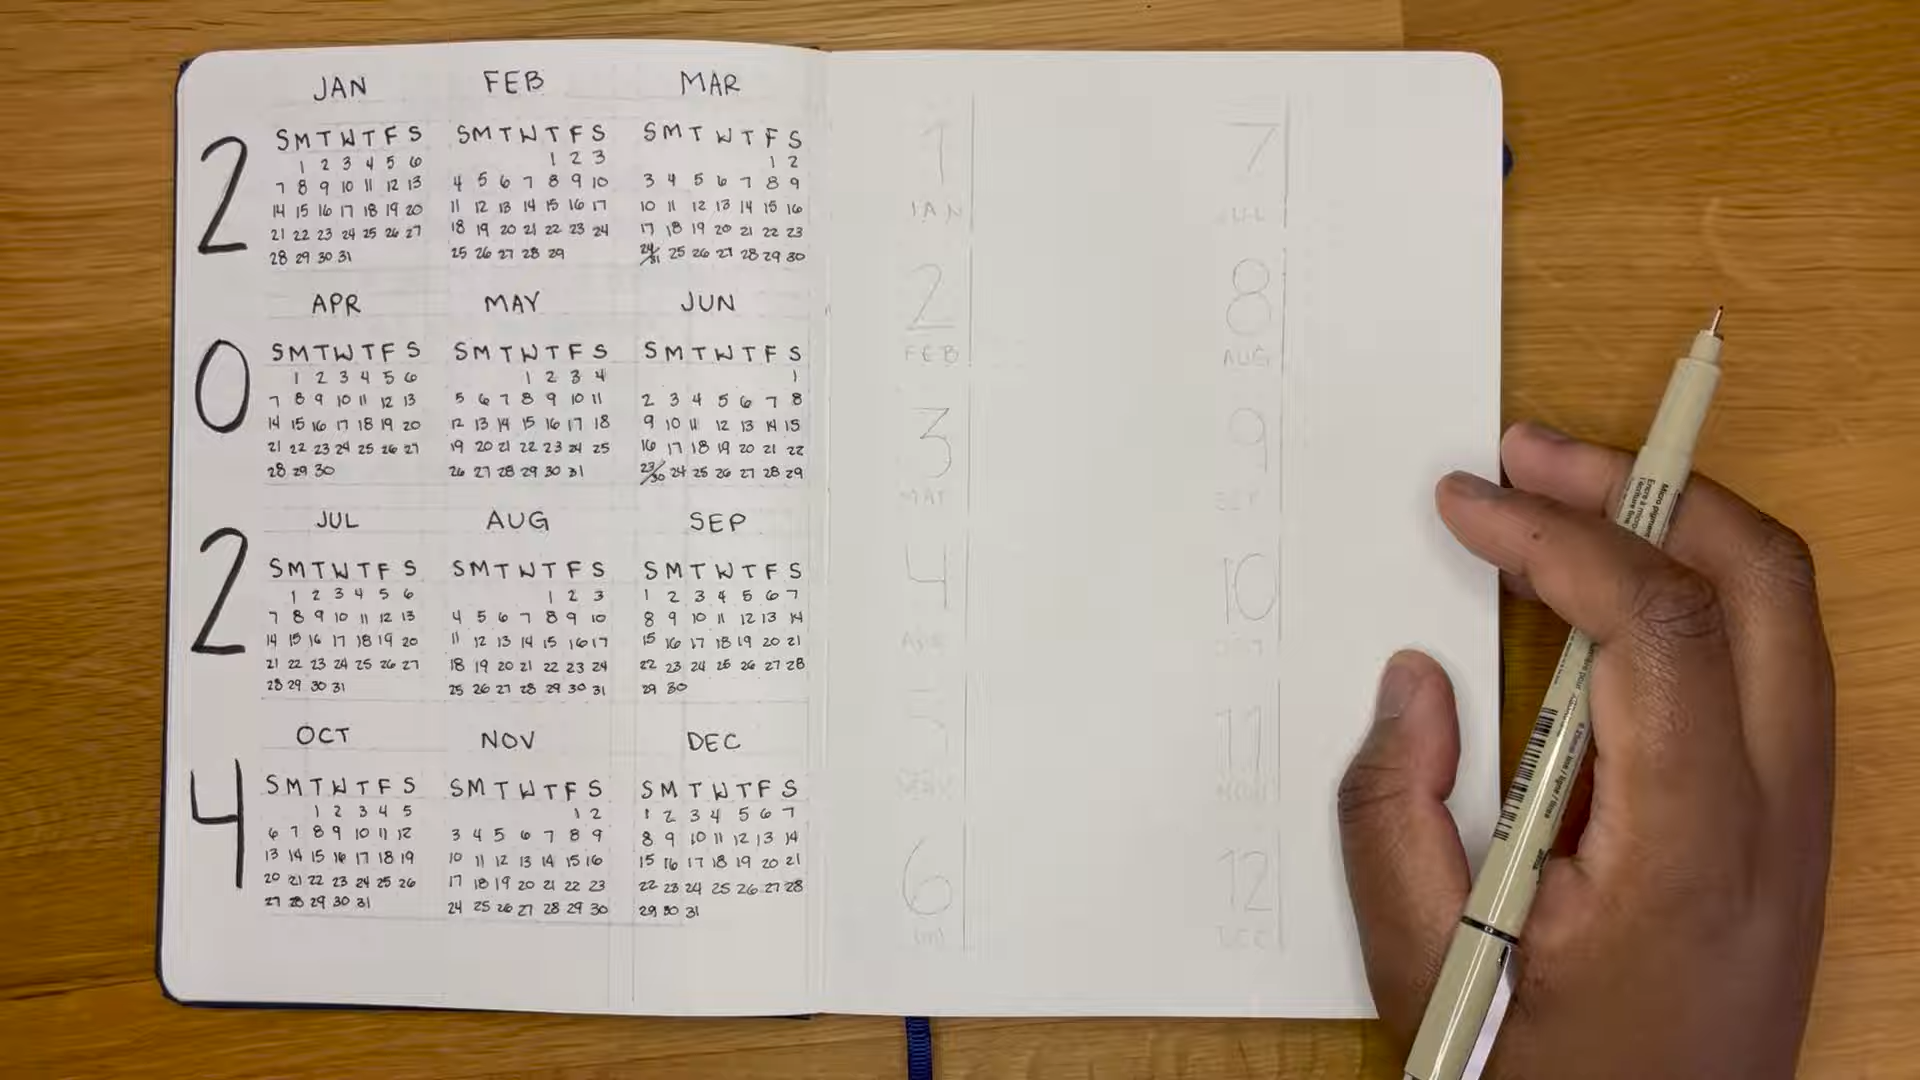 JAN FEB MAR
2
S M T W T F S S M T W T F S S M T W T F S
1 2 3 4 5 6 1 2 3 1 2
7 8 9 10 11 12 13 4 5 6 7 8 9 10 3 4 5 6 7 8 9
14 15 16 17 18 19 20 11 12 13 14 15 16 17 10 11 12 13 14 15 16
21 22 23 24 25 26 27 18 19 20 21 22 23 24 17 18 19 20 21 22 23
28 29 30 31 25 26 27 28 29 24/31 25 26 27 28 29 30
APR MAY JUN
0
S M T W T F S S M T W T F S S M T W T F S
1 2 3 4 5 6 1 2 3 4 1
7 8 9 10 11 12 13 5 6 7 8 9 10 11 2 3 4 5 6 7 8
14 15 16 17 18 19 20 12 13 14 15 16 17 18 9 10 11 12 13 14 15
21 22 23 24 25 26 27 19 20 21 22 23 24 25 16 17 18 19 20 21 22
28 29 30 26 27 28 29 30 31 23/30 24 25 26 27 28 29
JUL AUG SEP
2
S M T W T F S S M T W T F S S M T W T F S
1 2 3 4 5 6 1 2 3 1 2 3 4 5 6 7
7 8 9 10 11 12 13 4 5 6 7 8 9 10 8 9 10 11 12 13 14
14 15 16 17 18 19 20 11 12 13 14 15 16 17 15 16 17 18 19 20 21
21 22 23 24 25 26 27 18 19 20 21 22 23 24 22 23 24 25 26 27 28
28 29 30 31 25 26 27 28 29 30 31 29 30
OCT NOV DEC
4
S M T W T F S S M T W T F S S M T W T F S
1 2 3 4 5 1 2 1 2 3 4 5 6 7
6 7 8 9 10 11 12 3 4 5 6 7 8 9 8 9 10 11 12 13 14
13 14 15 16 17 18 19 10 11 12 13 14 15 16 15 16 17 18 19 20 21
20 21 22 23 24 25 26 17 18 19 20 21 22 23 22 23 24 25 26 27 28
27 28 29 30 31 24 25 26 27 28 29 30 29 30 31
1
JAN
2
FEB
3
MAR
4
APR
5
6
7
JUL
8
AUG
9
SEP
10
OCT
11
NOV
12
DEC
Micro pigment
Encre à micro